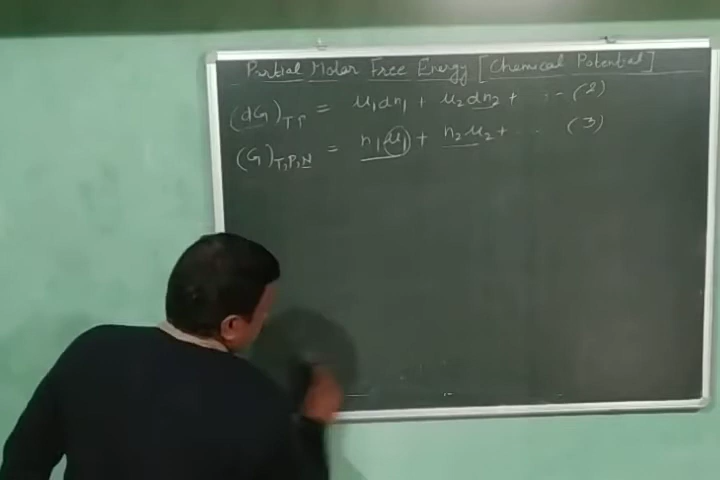 Partial Molar Free Energy [Chemical Potential]
(dG)T,P = μ₁dn₁ + μ₂dn₂ + ... - (2)
(G)T,P,N = n₁μ₁ + n₂μ₂ + .. (3)